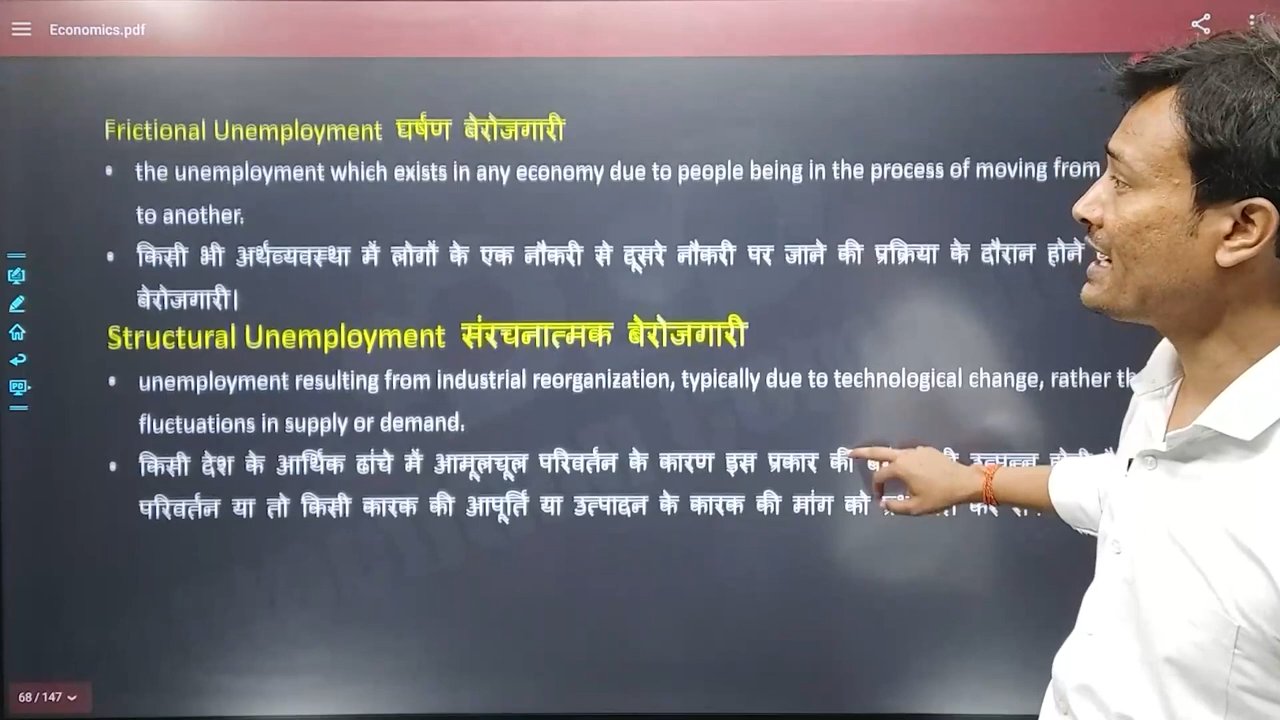 Economics.pdf
Frictional Unemployment घर्षण बेरोजगारी
• the unemployment which exists in any economy due to people being in the process of moving from
to another.
• किसी भी अर्थव्यवस्था में लोगों के एक नौकरी से दूसरे नौकरी पर जाने की प्रक्रिया के दौरान होने
बेरोजगारी।
Structural Unemployment संरचनात्मक बेरोजगारी
• unemployment resulting from industrial reorganization, typically due to technological change, rather
fluctuations in supply or demand.
• किसी देश के आर्थिक ढांचे में आमूलचूल परिवर्तन के कारण इस प्रकार की
परिवर्तन या तो किसी कारक की आपूर्ति या उत्पादन के कारक की मांग को
68 / 147